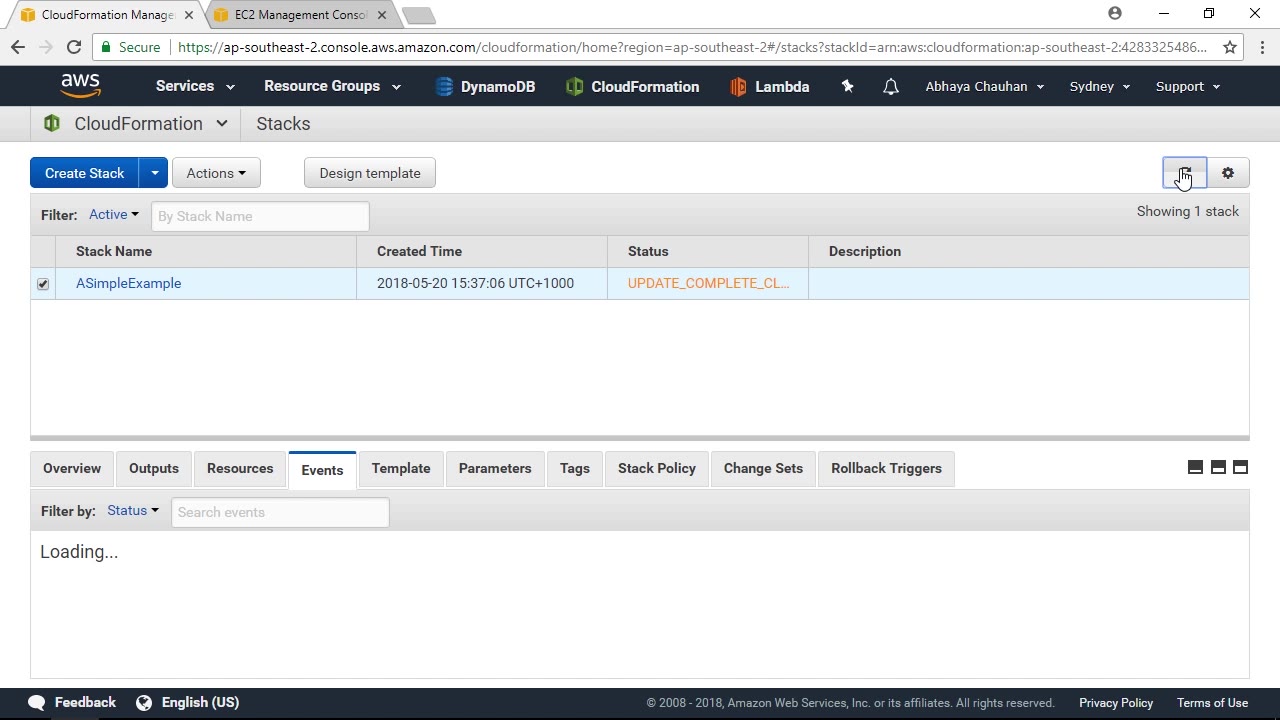 CloudFormation Manage
EC2 Management Consol
Secure https://ap-southeast-2.console.aws.amazon.com/cloudformation/home?region=ap-southeast-2#/stacks?stackId=arn:aws:cloudformation:ap-southeast-2:4283325486...
aws Services Resource Groups DynamoDB CloudFormation Lambda Abhaya Chauhan Sydney Support
CloudFormation Stacks
Create Stack Actions Design template
Filter: Active By Stack Name Showing 1 stack
Stack Name Created Time Status Description
ASimpleExample 2018-05-20 15:37:06 UTC+1000 UPDATE_COMPLETE_CL...
Overview Outputs Resources Events Template Parameters Tags Stack Policy Change Sets Rollback Triggers
Filter by: Status Search events
Loading...
Feedback English (US) © 2008 - 2018, Amazon Web Services, Inc. or its affiliates. All rights reserved. Privacy Policy Terms of Use